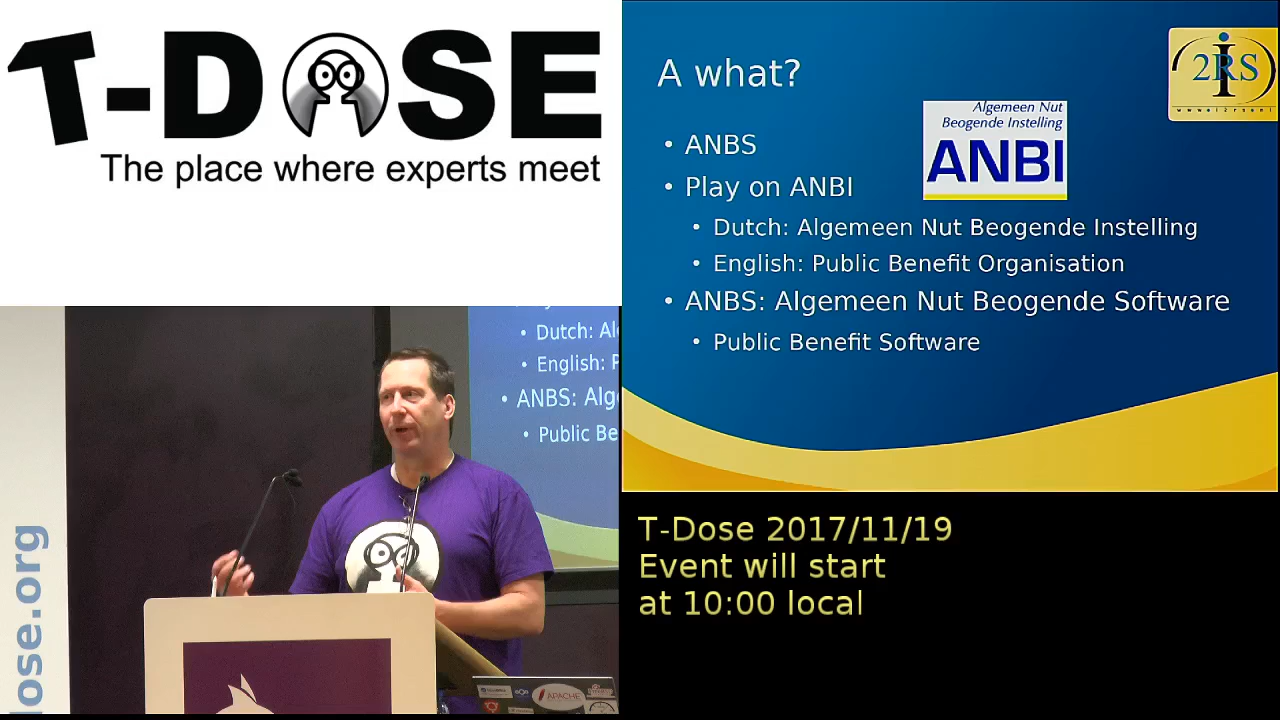 T-DOSE
The place where experts meet
A what?
2RS
i
• ANBS
• Play on ANBI
Algemeen Nut
Beogende Instelling
ANBI
• Dutch: Algemeen Nut Beogende Instelling
• English: Public Benefit Organisation
• ANBS: Algemeen Nut Beogende Software
• Public Benefit Software
• Dutch: Al
• English: P
• ANBS: Alg
• Public Be
ose.org
APACHE
T-Dose 2017/11/19
Event will start
at 10:00 local